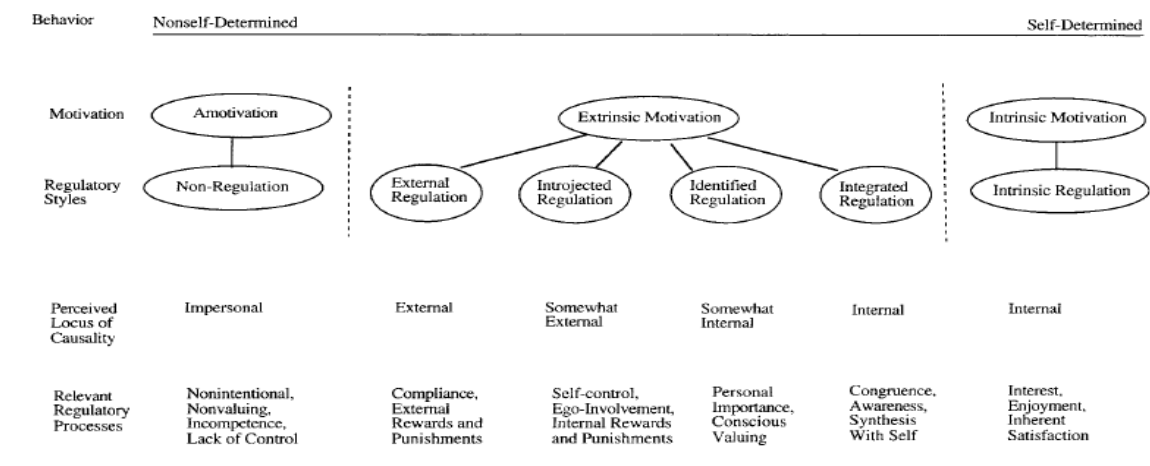 Behavior
Nonself-Determined
Self-Determined
Motivation
Amotivation
Extrinsic Motivation
Intrinsic Motivation
Regulatory
Styles
Non-Regulation
External
Regulation
Introjected
Regulation
Identified
Regulation
Integrated
Regulation
Intrinsic Regulation
Perceived
Locus of
Causality
Impersonal
External
Somewhat
External
Somewhat
Internal
Internal
Internal
Relevant
Regulatory
Processes
Nonintentional,
Nonvaluing,
Incompetence,
Lack of Control
Compliance,
External
Rewards and
Punishments
Self-control,
Ego-Involvement,
Internal Rewards
and Punishments
Personal
Importance,
Conscious
Valuing
Congruence,
Awareness,
Synthesis
With Self
Interest,
Enjoyment,
Inherent
Satisfaction